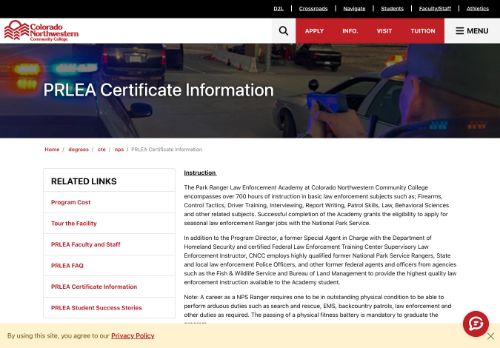 D2L
Crossroads
Navigate
Students
Faculty/Staff
Athletics
Colorado
Northwestern
Community College
APPLY
INFO.
VISIT
TUITION
MENU
PRLEA Certificate Information
Home / degrees / cte / nps / PRLEA Certificate Information
RELATED LINKS
Program Cost
Tour the Facility
PRLEA Faculty and Staff
PRLEA FAQ
PRLEA Certificate Information
PRLEA Student Success Stories
Instruction
The Park Ranger Law Enforcement Academy at Colorado Northwestern Community College
encompasses over 700 hours of instruction in basic law enforcement subjects such as; Firearms,
Control Tactics, Driver Training, Interviewing, Report Writing, Patrol Skills, Law, Behavioral Sciences
and other related subjects. Successful completion of the Academy grants the eligibility to apply for
seasonal law enforcement Ranger jobs with the National Park Service.
In addition to the Program Director, a former Special Agent in Charge with the Department of
Homeland Security and certified Federal Law Enforcement Training Center Supervisory Law
Enforcement Instructor, CNCC employs highly qualified former National Park Service Rangers, State
and local law enforcement Police Officers, and other former federal agents and officers from agencies
such as the Fish & Wildlife Service and Bureau of Land Management to provide the highest quality law
enforcement instruction available to the Academy student.
Note: A career as a NPS Ranger requires one to be in outstanding physical condition to be able to
perform arduous duties such as search and rescue, EMS, backcountry patrols, law enforcement and
other duties as required. The passing of a physical fitness battery is mandatory to graduate the
By using this site, you agree to our Privacy Policy